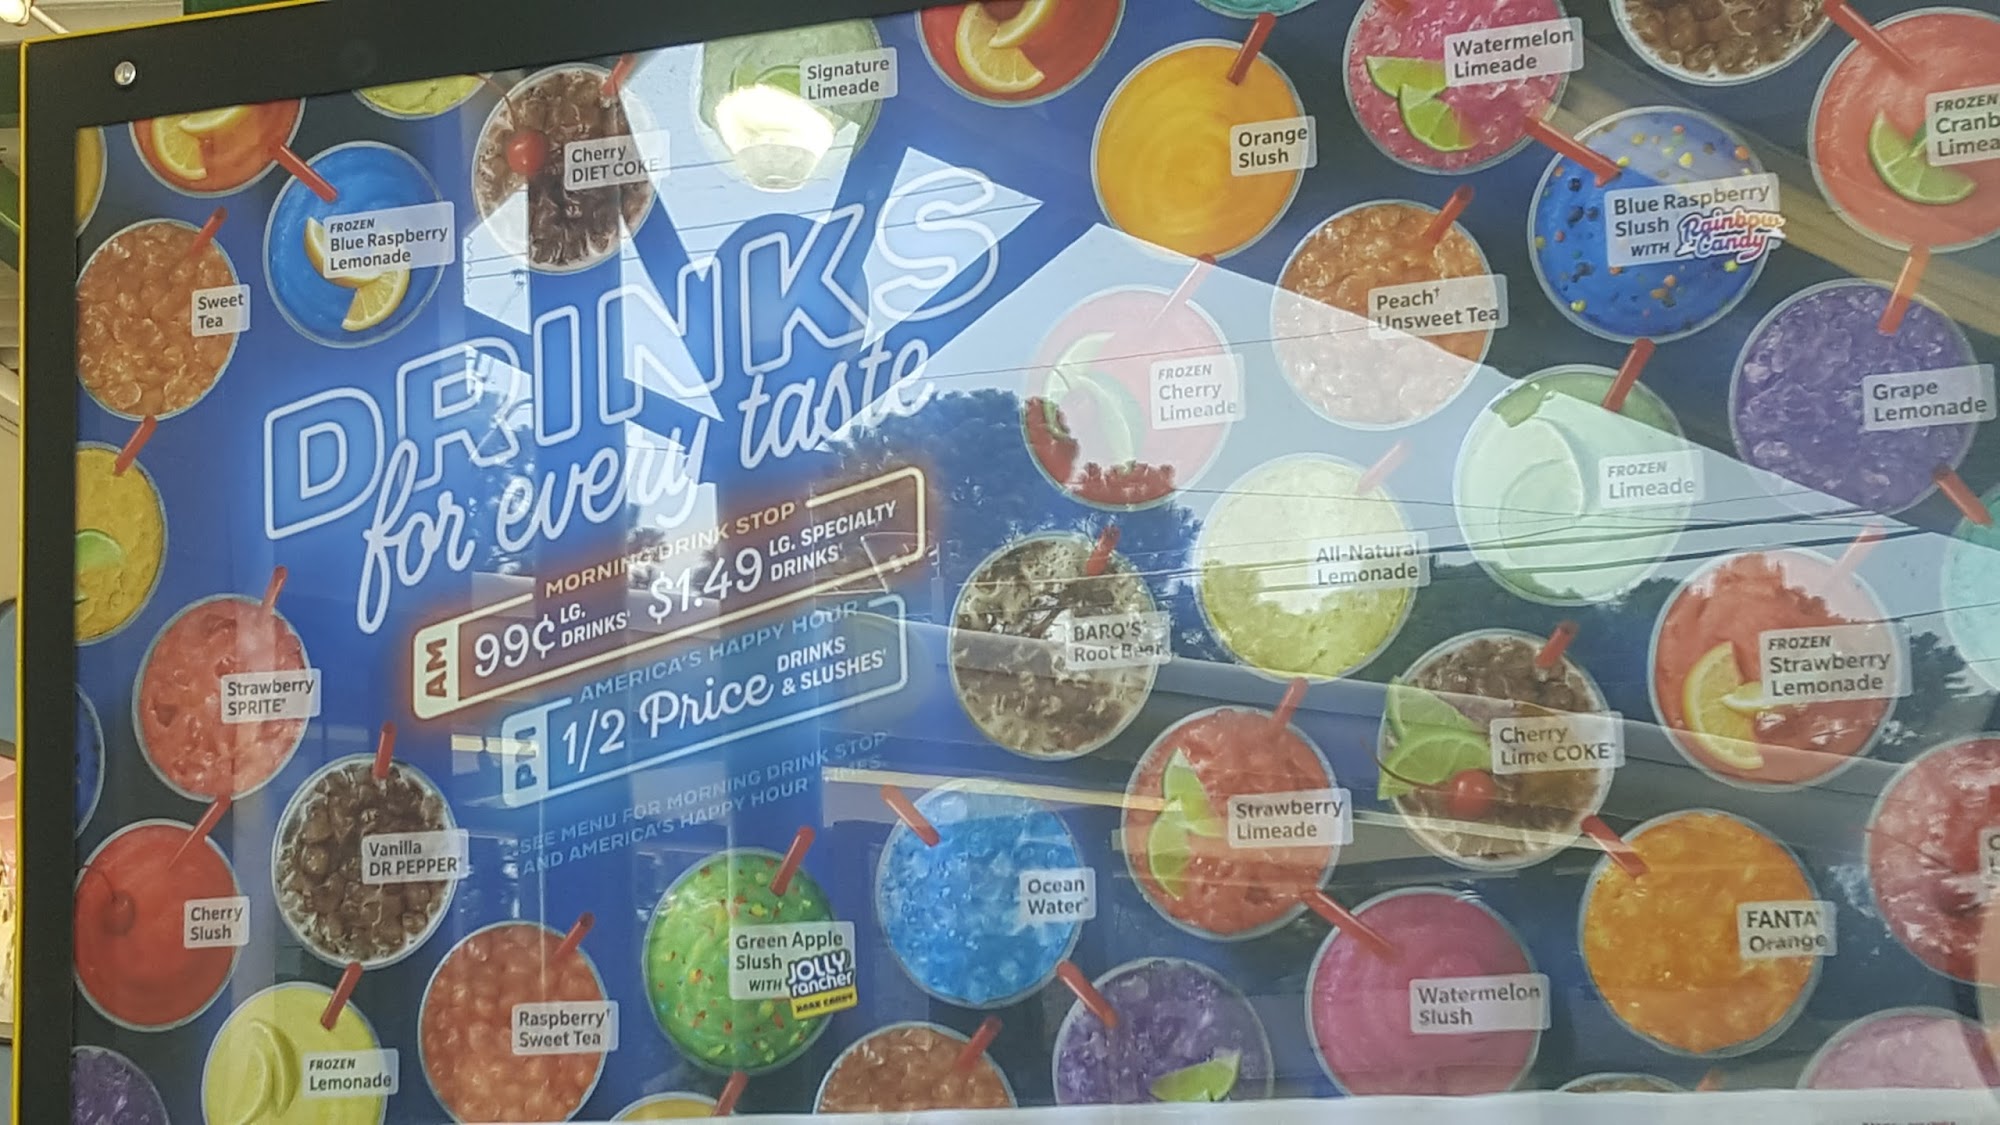 Signature
Limeade
Cherry
DIET COKE
FROZEN
Blue Raspberry
Lemonade
Sweet
Tea
Orange
Slush
Watermelon
Limeade
Blue Raspberry
Slush
WITH Rainbow
Candy
FROZEN
DRINKS
for every taste
MORNING DRINK STOP
AM
99¢ LG.
DRINKS
$1.49 LG. SPECIALTY
DRINKS
AMERICA'S HAPPY HOUR
PM
1/2 Price DRINKS
& SLUSHES
SEE MENU FOR MORNING DRINK STOP
AND AMERICA'S HAPPY HOUR
Peach†
Unsweet Tea
FROZEN
Cherry
Limeade
Grape
Lemonade
FROZEN
Limeade
All-Natural
Lemonade
BARQ'S
Root Beer
FROZEN
Strawberry
Lemonade
Cherry
Lime COKE
Strawberry
SPRITE
Vanilla
DR PEPPER
Cherry
Slush
Strawberry
Limeade
Ocean
Water
Green Apple
Slush
WITH JOLLY
rancher
HARD CANDY
FANTA
Orange
Watermelon
Slush
Raspberry†
Sweet Tea
FROZEN
Lemonade